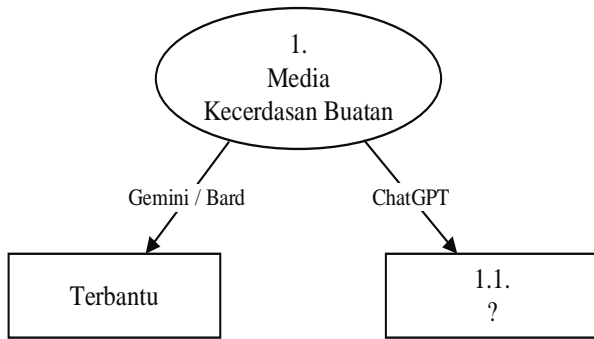 1.
Media
Kecerdasan Buatan
Gemini / Bard
ChatGPT
Terbantu
1.1.
?